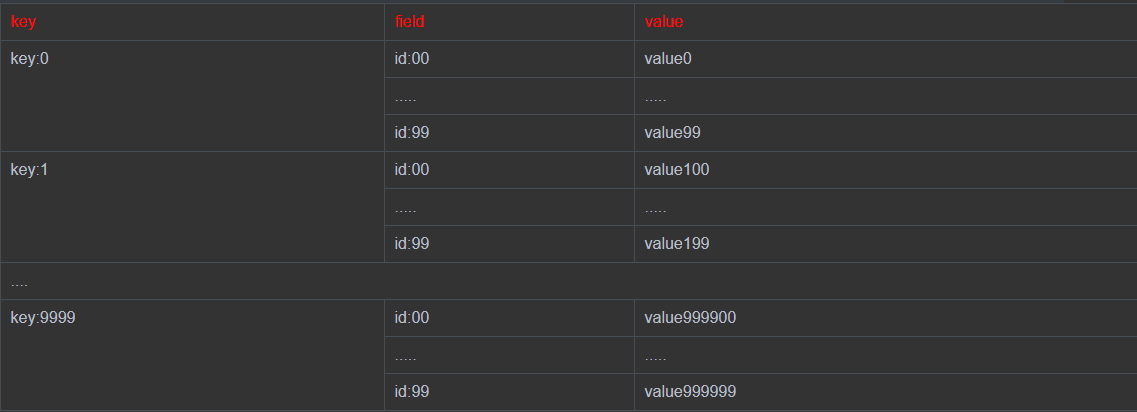 key field value
key:0 id:00 value0
..... .....
id:99 value99
key:1 id:00 value100
..... .....
id:99 value199
....
key:9999 id:00 value999900
..... .....
id:99 value999999